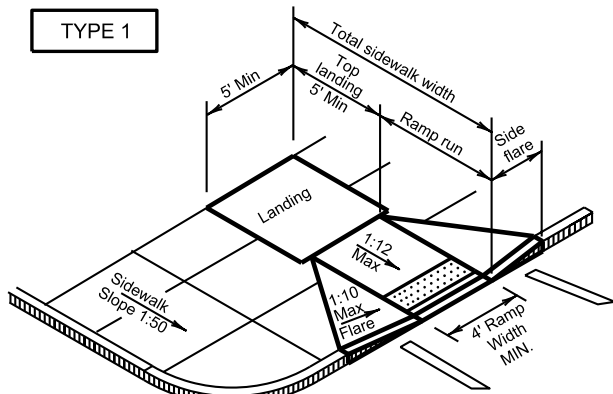 TYPE 1
Total sidewalk width
5' Min
Top
landing
5' Min
Ramp run
Side
flare
Landing
1:12
Max
1:10
Max
Flare
Sidewalk
Slope 1:50
4' Ramp
Width
MIN.